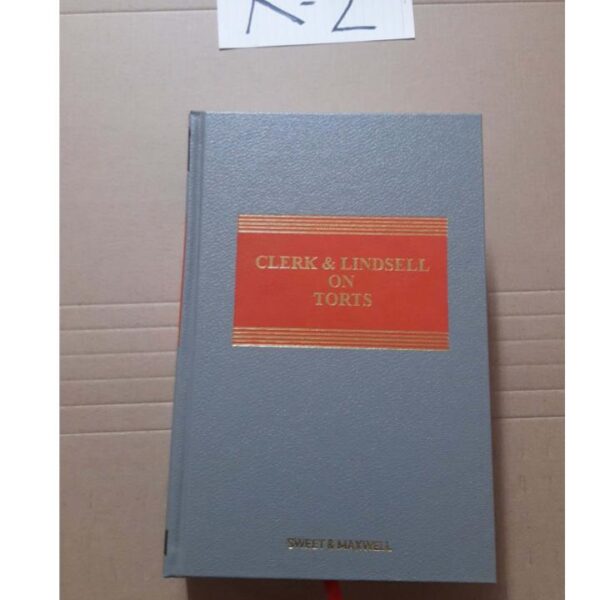 K-2
CLERK & LINDSELL
ON
TORTS
SWEET & MAXWELL